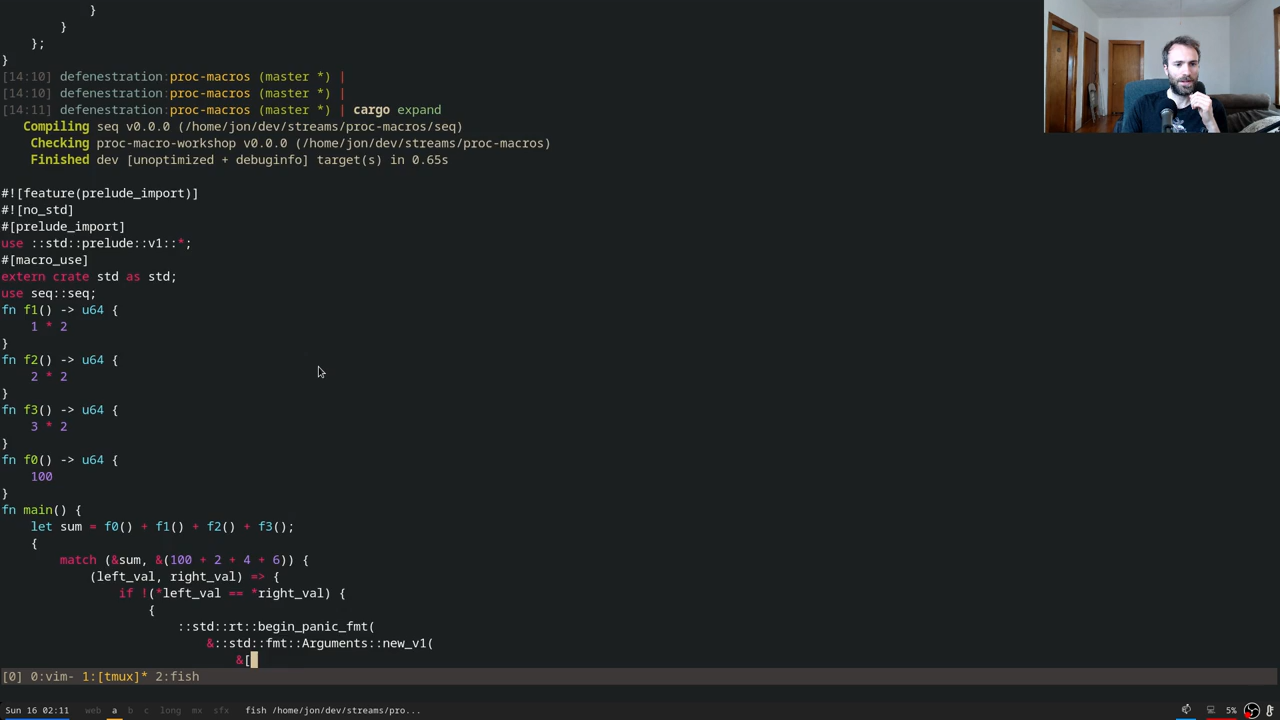 }
        }
    };
}
[14:10] defenestration:proc-macros (master *) |
[14:10] defenestration:proc-macros (master *) |
[14:11] defenestration:proc-macros (master *) | cargo expand
   Compiling seq v0.0.0 (/home/jon/dev/streams/proc-macros/seq)
    Checking proc-macro-workshop v0.0.0 (/home/jon/dev/streams/proc-macros)
    Finished dev [unoptimized + debuginfo] target(s) in 0.65s
#![feature(prelude_import)]
#![no_std]
#[prelude_import]
use ::std::prelude::v1::*;
#[macro_use]
extern crate std as std;
use seq::seq;
fn f1() -> u64 {
    1 * 2
}
fn f2() -> u64 {
    2 * 2
}
fn f3() -> u64 {
    3 * 2
}
fn f0() -> u64 {
    100
}
fn main() {
    let sum = f0() + f1() + f2() + f3();
    {
        match (&sum, &(100 + 2 + 4 + 6)) {
            (left_val, right_val) => {
                if !(*left_val == *right_val) {
                    {
                        ::std::rt::begin_panic_fmt(
                            &::std::fmt::Arguments::new_v1(
                                &[
[0] 0:vim- 1:[tmux]* 2:fish
Sun 16 02:11 web a b c long mx sfx fish /home/jon/dev/streams/pro... 5%